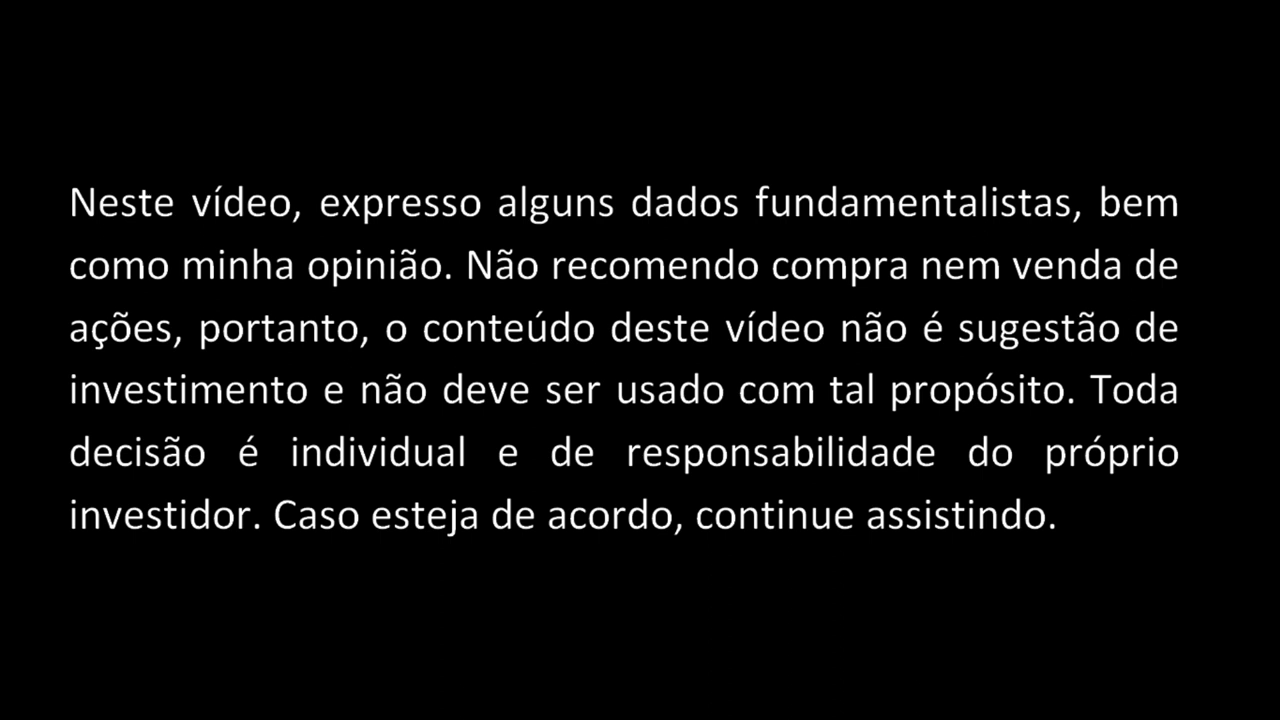 Neste vídeo, expresso alguns dados fundamentalistas, bem
como minha opinião. Não recomendo compra nem venda de
ações, portanto, o conteúdo deste vídeo não é sugestão de
investimento e não deve ser usado com tal propósito. Toda
decisão é individual e de responsabilidade do próprio
investidor. Caso esteja de acordo, continue assistindo.